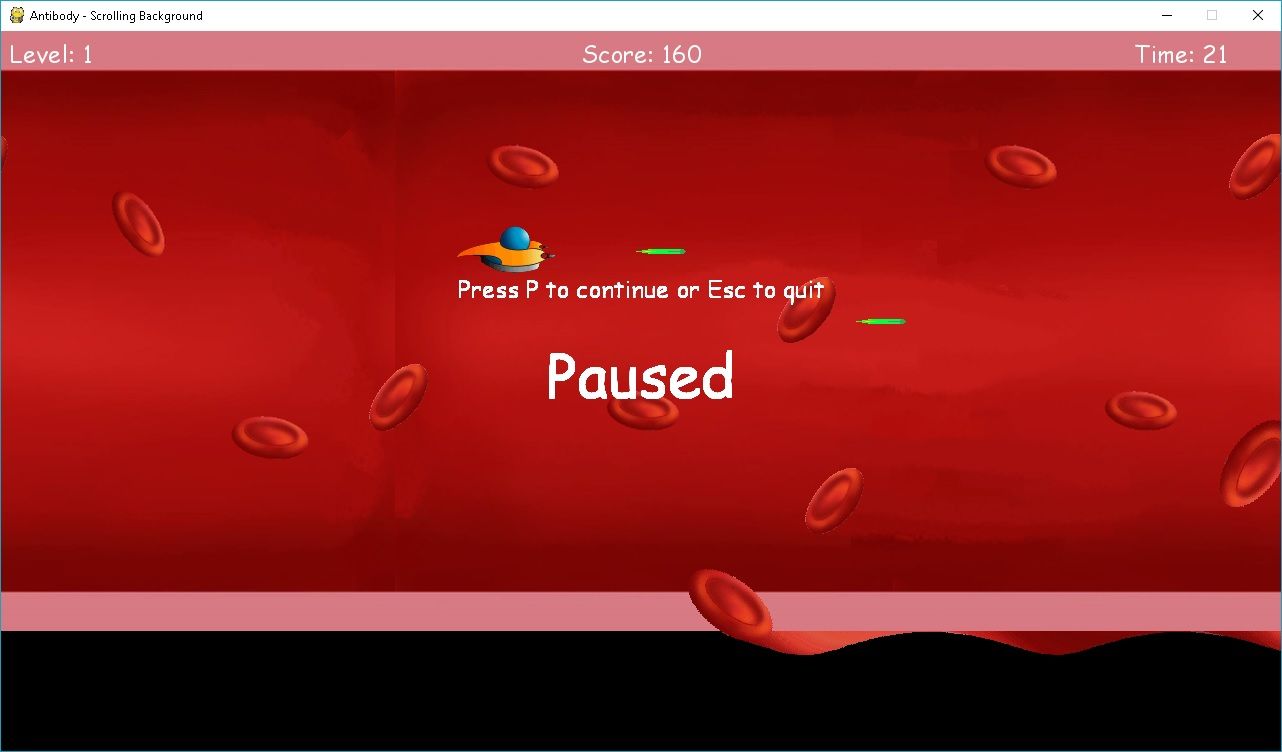 Antibody - Scrolling Background
Level: 1 Score: 160 Time: 21
Press P to continue or Esc to quit
Paused